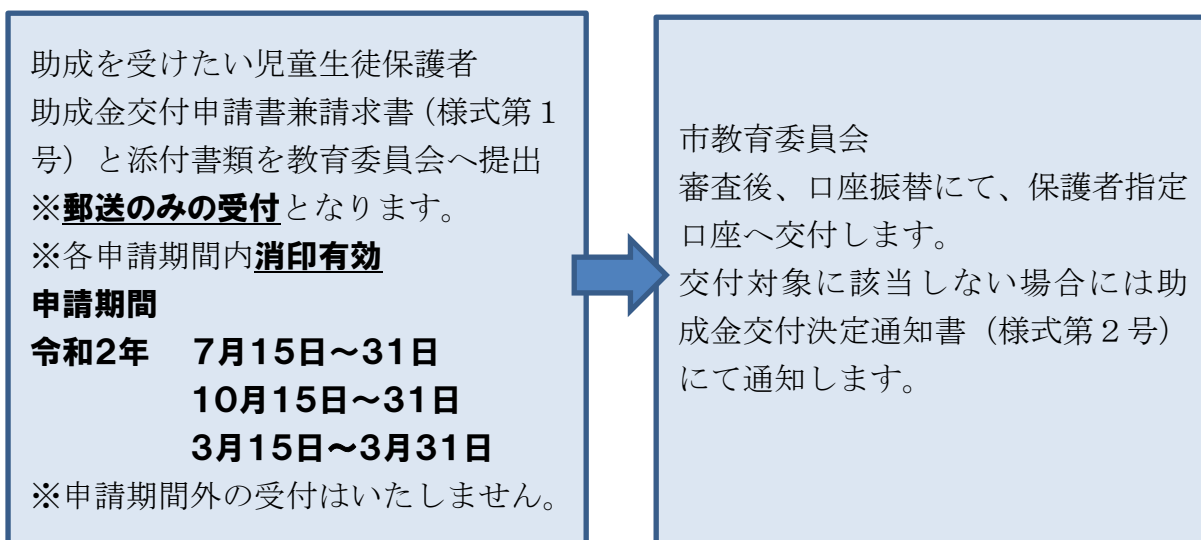 助成を受けたい児童生徒保護者
助成金交付申請書兼請求書(様式第1
号)と添付書類を教育委員会へ提出
※郵送のみの受付となります。
※各申請期間内消印有効
申請期間
令和2年 7月15日~31日
10月15日~31日
3月15日~3月31日
※申請期間外の受付はいたしません。
市教育委員会
審査後、口座振替にて、保護者指定
口座へ交付します。
交付対象に該当しない場合には助
成金交付決定通知書(様式第2号)
にて通知します。